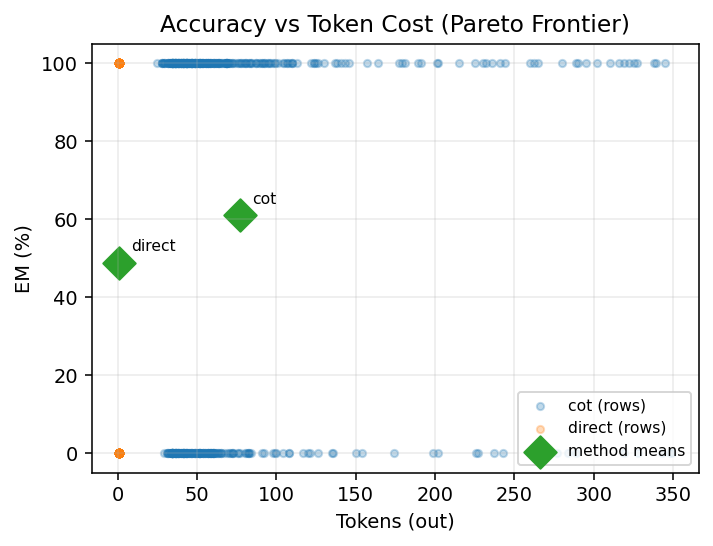 Accuracy vs Token Cost (Pareto Frontier)
EM (%)
100
80
60
40
20
0
cot
direct
cot (rows)
direct (rows)
method means
0 50 100 150 200 250 300 350
Tokens (out)